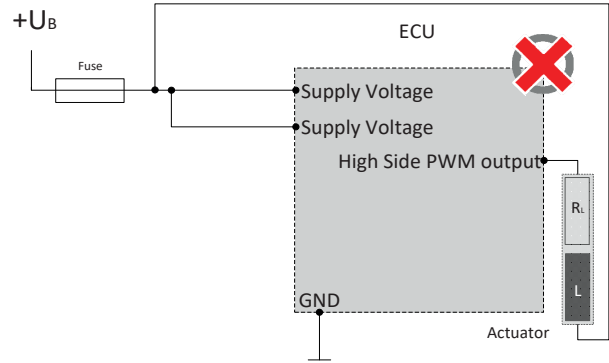 +UB
ECU
Fuse
Supply Voltage
Supply Voltage
High Side PWM output
RL
L
GND
Actuator